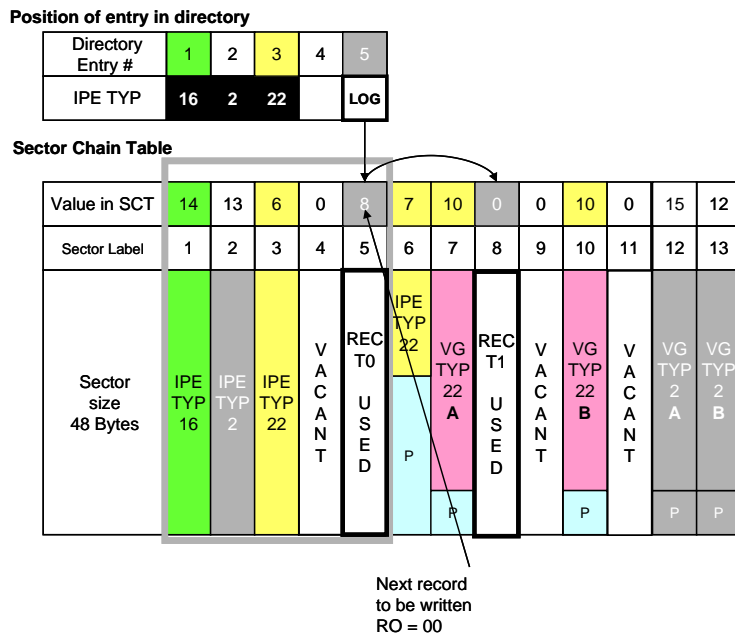 Position of entry in directory
Directory Entry # 1 2 3 4 5
IPE TYP 16 2 22 LOG
Sector Chain Table
Value in SCT 14 13 6 0 8 7 10 0 0 10 0 15 12
Sector Label 1 2 3 4 5 6 7 8 9 10 11 12 13
Sector size 48 Bytes
IPE TYP 16
IPE TYP 2
IPE TYP 22
VACANT
REC T0 USED
IPE TYP 22
P
VG TYP 22 A
P
REC T1 USED
VACANT
VG TYP 22 B
P
VACANT
VG TYP 2 A
P
VG TYP 2 B
P
Next record
to be written
RO = 00